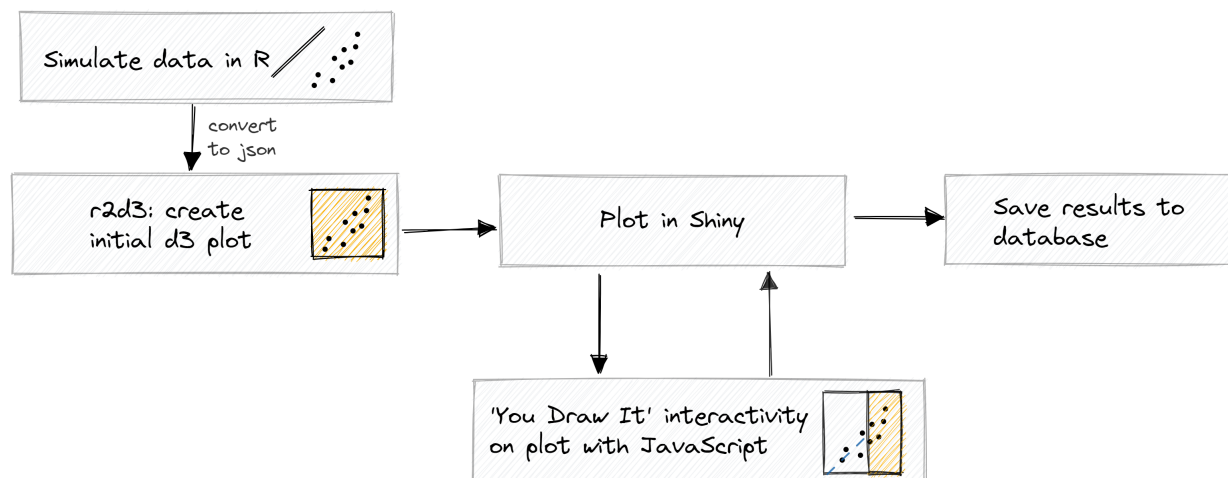 Simulate data in R
convert
to json
r2d3: create
initial d3 plot
Plot in Shiny
Save results to
database
'You Draw It' interactivity
on plot with JavaScript